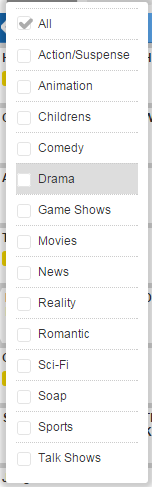 All
Action/Suspense
Animation
Childrens
Comedy
Drama
Game Shows
Movies
News
Reality
Romantic
Sci-Fi
Soap
Sports
Talk Shows